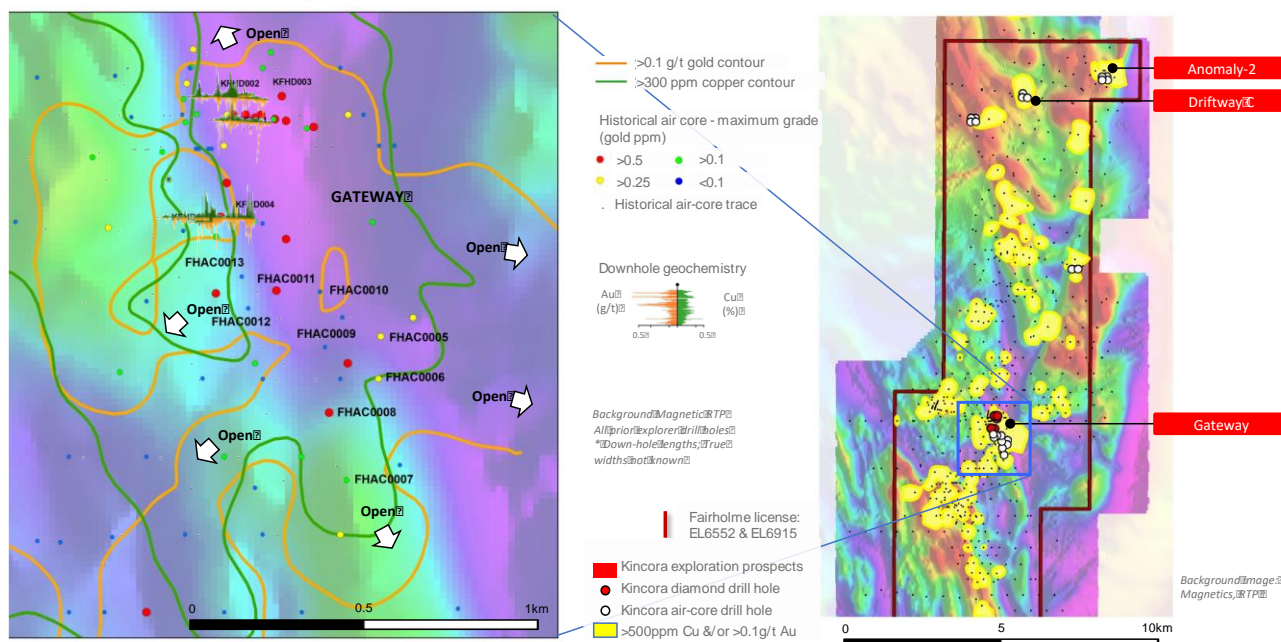 Open
KFHD002
KFHD003
GATEWAY
KFHD004
Open
FHAC0013
FHAC0011
FHAC0010
Open
FHAC0012
FHAC0009
FHAC0005
FHAC0006
Open
FHAC0008
Open
FHAC0007
Open
0 0.5 1km
>0.1 g/t gold contour
>300 ppm copper contour
Historical air core - maximum grade
(gold ppm)
>0.5 >0.1
>0.25 <0.1
. Historical air-core trace
Downhole geochemistry
Au Cu
(g/t) (%)
0.5 0.5
Background Magnetic RTP
All prior explorer drill holes
* Down-hole lengths; True
widths not known
Fairholme license:
EL6552 & EL6915
Kincora exploration prospects
Kincora diamond drill hole
Kincora air-core drill hole
>500ppm Cu &/or >0.1g/t Au
Anomaly-2
Driftway C
Gateway
Background Image:
Magnetics, RTP
0 5 10km